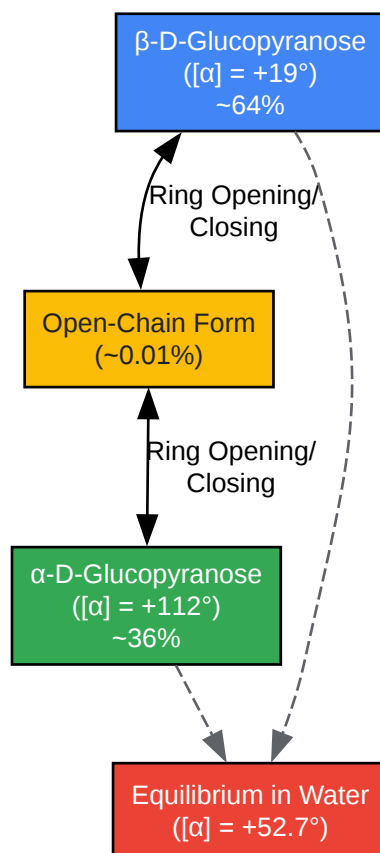 β-D-Glucopyranose
([α] = +19°)
~64%
Ring Opening/
Closing
Open-Chain Form
(~0.01%)
Ring Opening/
Closing
α-D-Glucopyranose
([α] = +112°)
~36%
Equilibrium in Water
([α] = +52.7°)